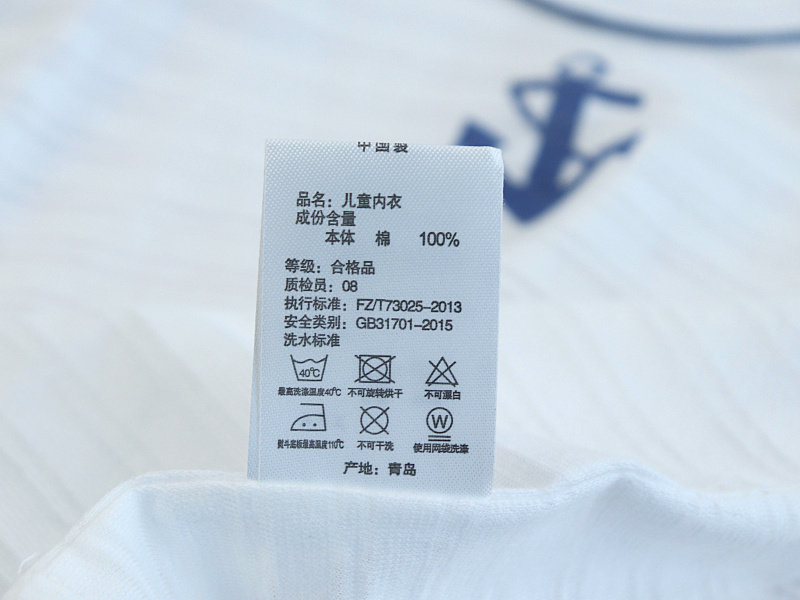 中国製
品名：儿童内衣
成份含量
本体 棉 100%
等级：合格品
质检员：08
执行标准：FZ/T73025-2013
安全类别：GB31701-2015
洗水标准
40℃
最高洗涤温度40℃ 不可旋转烘干 不可漂白
W
熨斗底板最高温度110℃ 不可干洗 使用网袋洗涤
产地：青岛